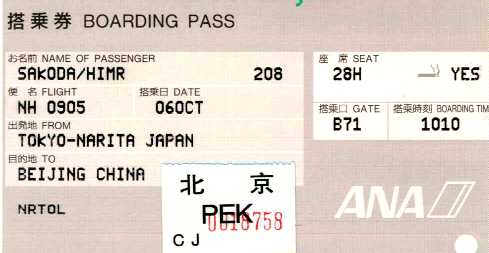 搭乗券 BOARDING PASS
お名前 NAME OF PASSENGER
SAKODA/HIMR 208
座 席 SEAT
28H YES
便 名 FLIGHT 搭乗日 DATE
NH 0905 06OCT
搭乗口 GATE 搭乗時刻 BOARDING TIM
B71 1010
出発地 FROM
TOKYO-NARITA JAPAN
目的地 TO
BEIJING CHINA
北 京
PEK
CJ
NRTOL
ANA